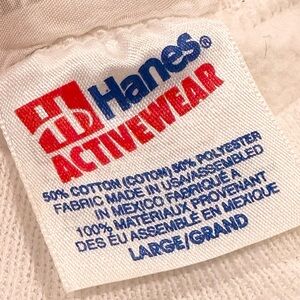 Hanes®
ACTIVEWEAR
50% COTTON (COTON) 50% POLYESTER
FABRIC MADE IN USA/ASSEMBLED
IN MEXICO FABRIQUÉ À
100% MATÉRIAUX PROVENANT
DES EU ASSEMBLÉ EN MEXIQUE
LARGE/GRAND